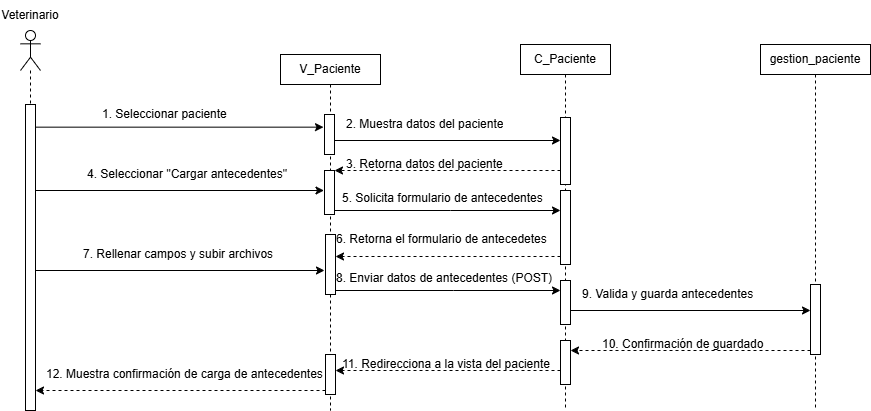 Veterinario
V_Paciente
C_Paciente
gestion_paciente
1. Seleccionar paciente
2. Muestra datos del paciente
3. Retorna datos del paciente
4. Seleccionar "Cargar antecedentes"
5. Solicita formulario de antecedentes
6. Retorna el formulario de antecedetes
7. Rellenar campos y subir archivos
8. Enviar datos de antecedentes (POST)
9. Valida y guarda antecedentes
10. Confirmación de guardado
11. Redirecciona a la vista del paciente
12. Muestra confirmación de carga de antecedentes